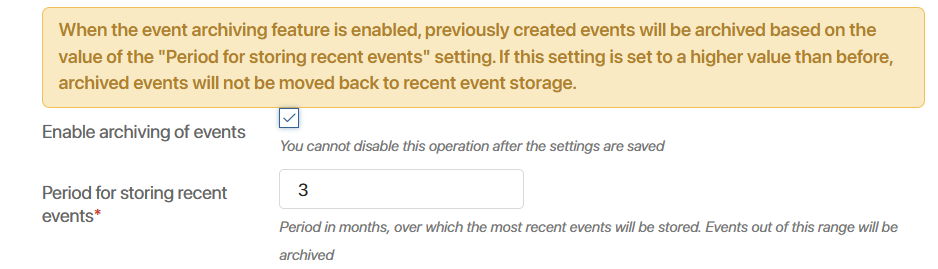 When the event archiving feature is enabled, previously created events will be archived based on the
value of the "Period for storing recent events" setting. If this setting is set to a higher value than before,
archived events will not be moved back to recent event storage.
Enable archiving of events
You cannot disable this operation after the settings are saved
Period for storing recent
events*
3
Period in months, over which the most recent events will be stored. Events out of this range will be
archived